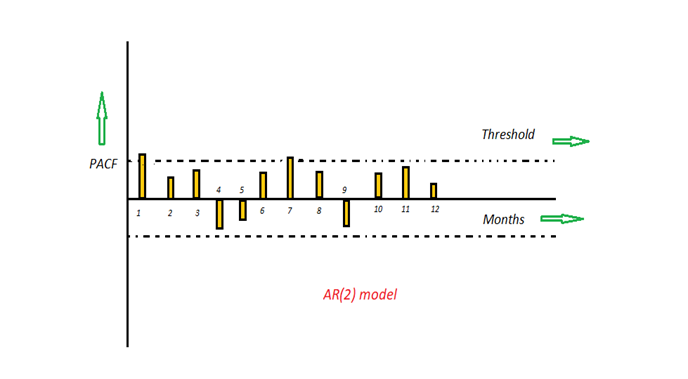 Threshold
PACF
4 5 9
1 2 3 6 7 8 10 11 12
Months
AR(2) model